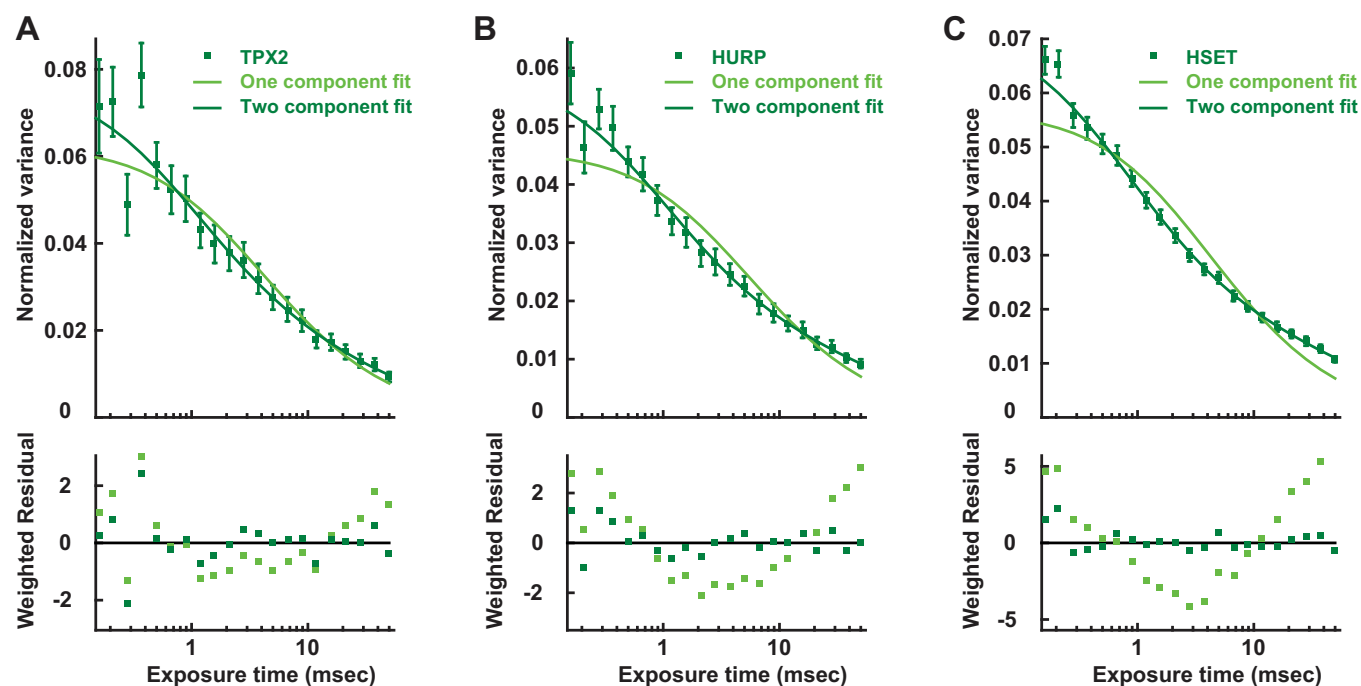 A
TPX2
One component fit
Two component fit
Normalized variance
0.08
0.06
0.04
0.02
0
Weighted Residual
2
0
-2
1
10
Exposure time (msec)
B
HURP
One component fit
Two component fit
Normalized variance
0.06
0.05
0.04
0.03
0.02
0.01
0
Weighted Residual
2
0
-2
1
10
Exposure time (msec)
C
HSET
One component fit
Two component fit
Normalized variance
0.07
0.06
0.05
0.04
0.03
0.02
0.01
0
Weighted Residual
5
0
-5
1
10
Exposure time (msec)